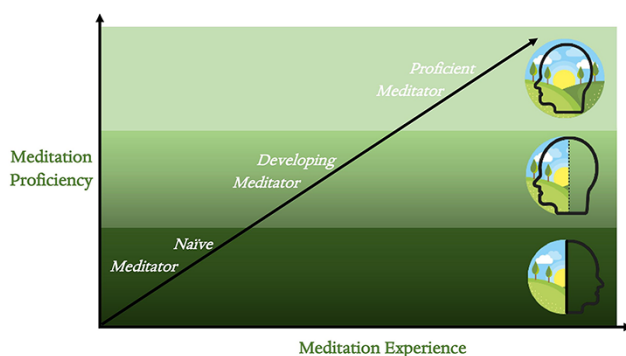 Proficient
Meditator
Developing
Meditator
Naïve
Meditator
Meditation
Proficiency
Meditation Experience